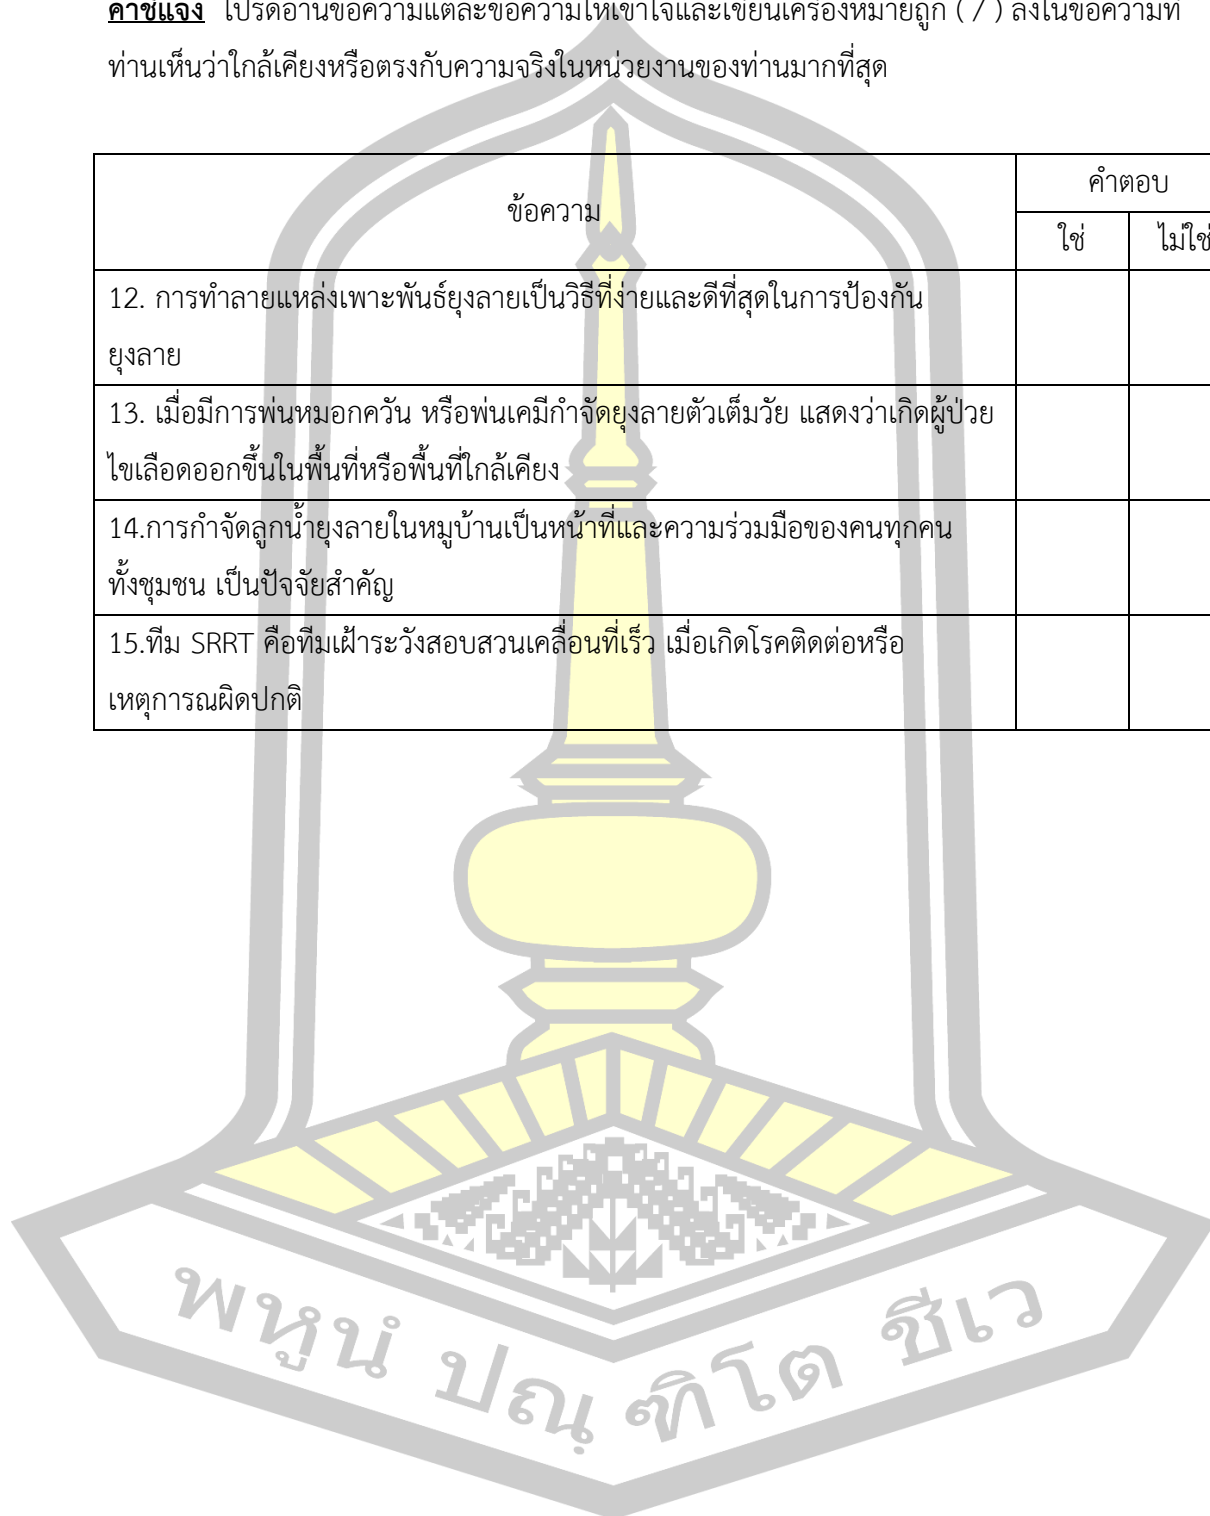 คำชี้แจง โปรดอ่านข้อความแต่ละข้อความให้เข้าใจและเขียนเครื่องหมายถูก ( / ) ลงในข้อความที่
ท่านเห็นว่าใกล้เคียงหรือตรงกับความจริงในหน่วยงานของท่านมากที่สุด
ข้อความ
คำตอบ
ใช่
ไม่ใช่
12. การทำลายแหล่งเพาะพันธ์ยุงลายเป็นวิธีที่ง่ายและดีที่สุดในการป้องกัน
ยุงลาย
13. เมื่อมีการพ่นหมอกควัน หรือพ่นเคมีกำจัดยุงลายตัวเต็มวัย แสดงว่าเกิดผู้ป่วย
ไขเลือดออกขึ้นในพื้นที่หรือพื้นที่ใกล้เคียง
14.การกำจัดลูกน้ำยุงลายในหมูบ้านเป็นหน้าที่และความร่วมมือของคนทุกคน
ทั้งชุมชน เป็นปัจจัยสำคัญ
15.ทีม SRRT คือทีมเฝ้าระวังสอบสวนเคลื่อนที่เร็ว เมื่อเกิดโรคติดต่อหรือ
เหตุการณผิดปกติ
พหูนํ ปณฺฑิโต ชีเว